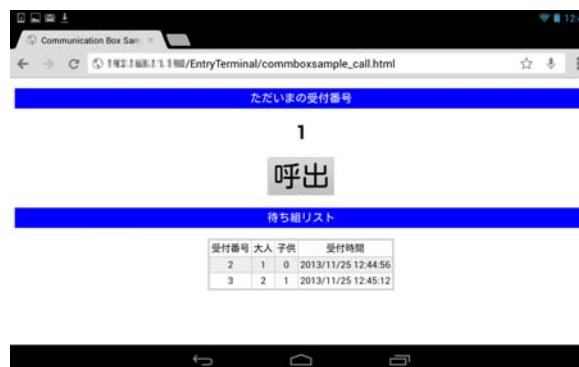 12:
Communication Box Sam
/EntryTerminal/commboxsample_call.html
ただいまの受付番号
1
呼出
待ち組リスト
受付番号 大人 子供 受付時間
2 1 0 2013/11/25 12:44:56
3 2 1 2013/11/25 12:45:12